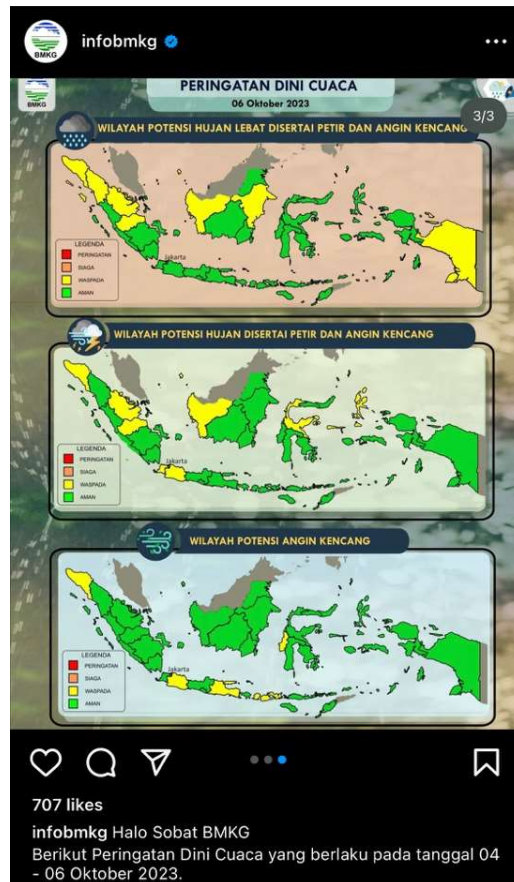 BMKG
infobmkg
BMKG
PERINGATAN DINI CUACA
06 Oktober 2023
3/3
WILAYAH POTENSI HUJAN LEBAT DISERTAI PETIR DAN ANGIN KENCANG
Jakarta
LEGENDA
PERINGATAN
SIAGA
WASPADA
AMAN
WILAYAH POTENSI HUJAN DISERTAI PETIR DAN ANGIN KENCANG
Jakarta
LEGENDA
PERINGATAN
SIAGA
WASPADA
AMAN
WILAYAH POTENSI ANGIN KENCANG
Jakarta
LEGENDA
PERINGATAN
SIAGA
WASPADA
AMAN
707 likes
infobmkg Halo Sobat BMKG
Berikut Peringatan Dini Cuaca yang berlaku pada tanggal 04
- 06 Oktober 2023.